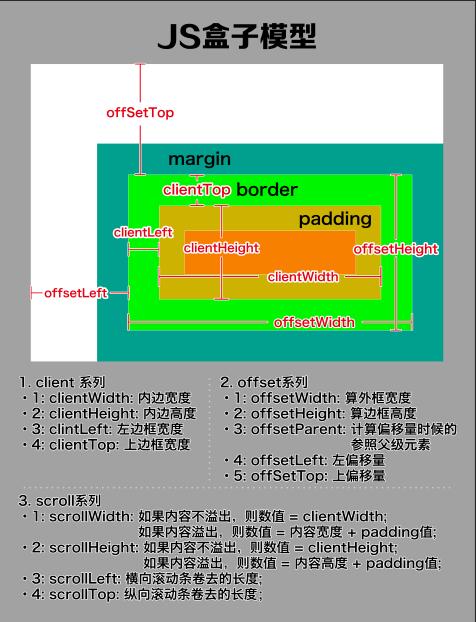 JS盒子模型
offSetTop
margin
clientTop border
padding
clientLeft
clientHeight
offsetHeight
clientWidth
offsetLeft
offsetWidth
1. client 系列
・1: clientWidth: 内边宽度
・2: clientHeight: 内边高度
・3: clintLeft: 左边框宽度
・4: clientTop: 上边框宽度
2. offset系列
・1: offsetWidth: 算外框宽度
・2: offsetHeight: 算边框高度
・3: offsetParent: 计算偏移量时候的
参照父级元素
・4: offsetLeft: 左偏移量
・5: offSetTop: 上偏移量
3. scroll系列
・1: scrollWidth: 如果内容不溢出，则数值 = clientWidth;
如果内容溢出，则数值 = 内容宽度 + padding值;
・2: scrollHeight: 如果内容不溢出，则数值 = clientHeight;
如果内容溢出，则数值 = 内容高度 + padding值;
・3: scrollLeft: 横向滚动条卷去的长度;
・4: scrollTop: 纵向滚动条卷去的长度;